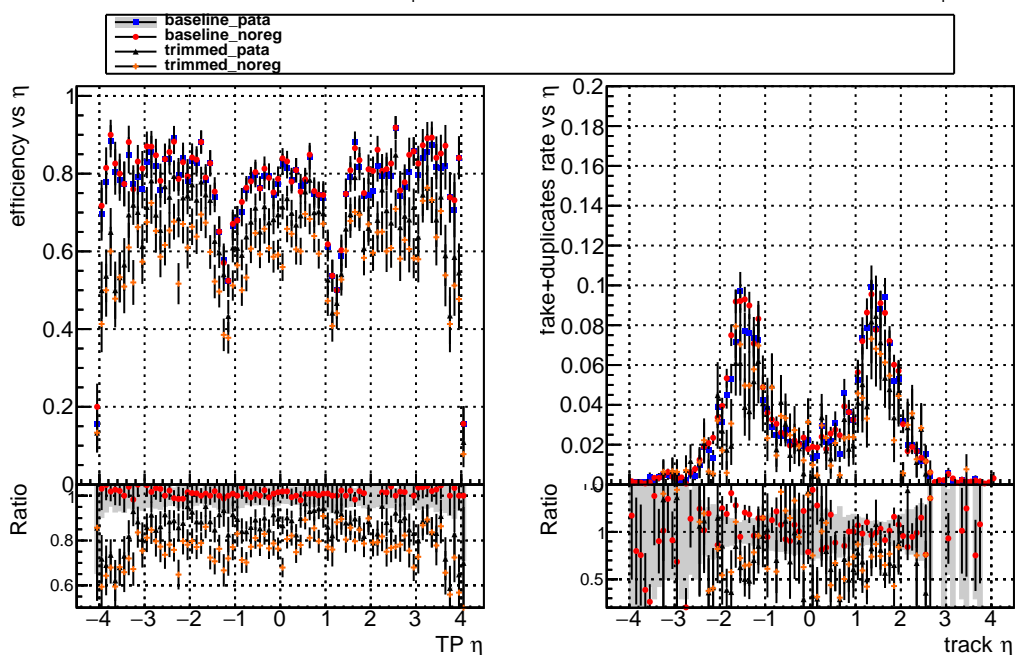 baseline_pata
baseline_noreg
trimmed_pata
trimmed_noreg
efficiency vs η
1
0.8
0.6
0.4
0.2
0
Ratio
1
0.8
0.6
−4 −3 −2 −1 0 1 2 3 4
TP η
fake+duplicates rate vs η
0.2
0.18
0.16
0.14
0.12
0.1
0.08
0.06
0.04
0.02
0
Ratio
1
0.5
−4 −3 −2 −1 0 1 2 3 4
track η